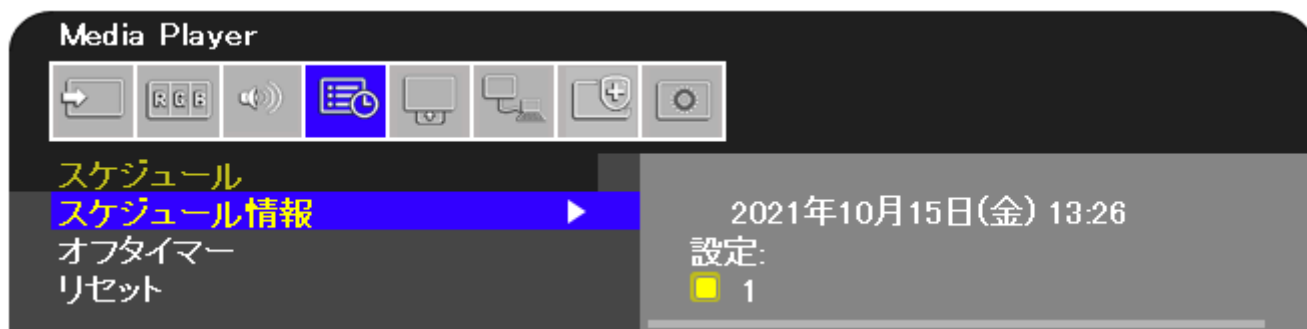 Media Player
RGB
スケジュール
スケジュール情報
オフタイマー
リセット
2021年10月15日(金) 13:26
設定:
1